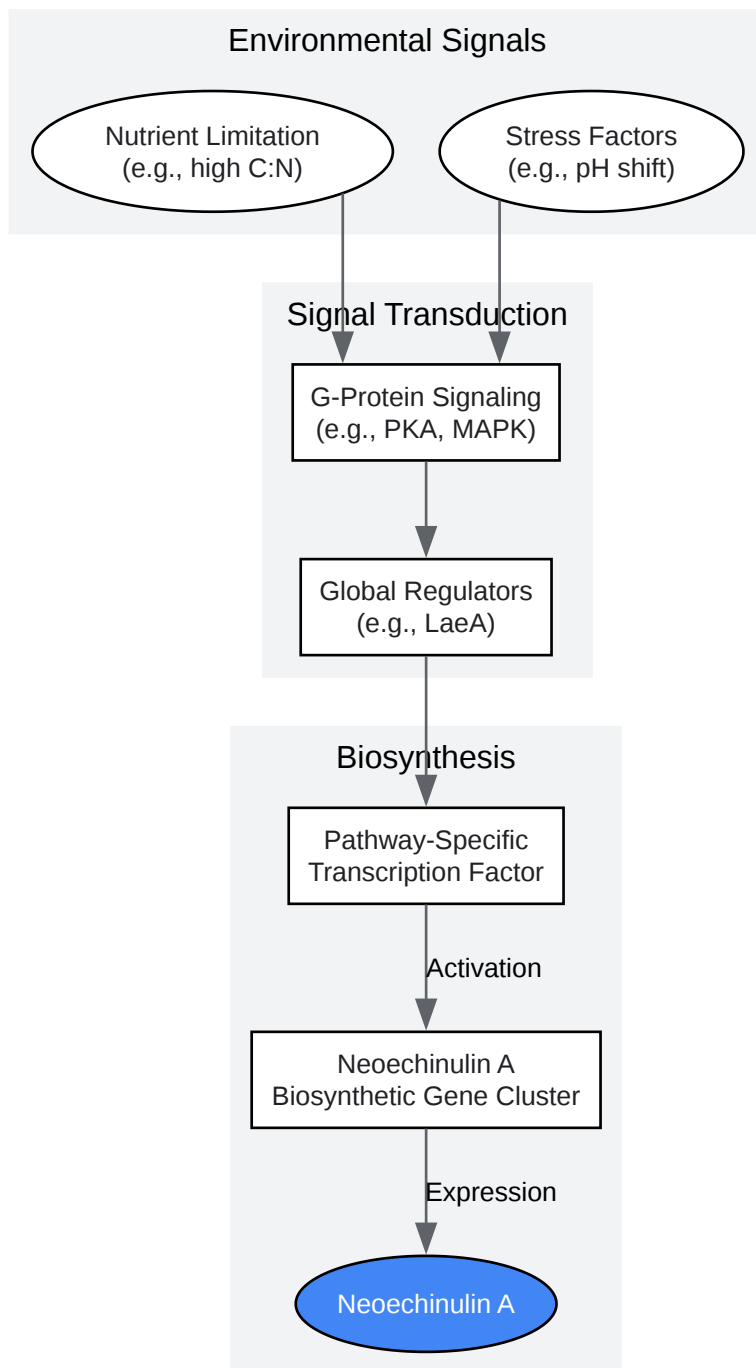 Environmental Signals
Nutrient Limitation
(e.g., high C:N)
Stress Factors
(e.g., pH shift)
Signal Transduction
G-Protein Signaling
(e.g., PKA, MAPK)
Global Regulators
(e.g., LaeA)
Biosynthesis
Pathway-Specific
Transcription Factor
Activation
Neoechinulin A
Biosynthetic Gene Cluster
Expression
Neoechinulin A